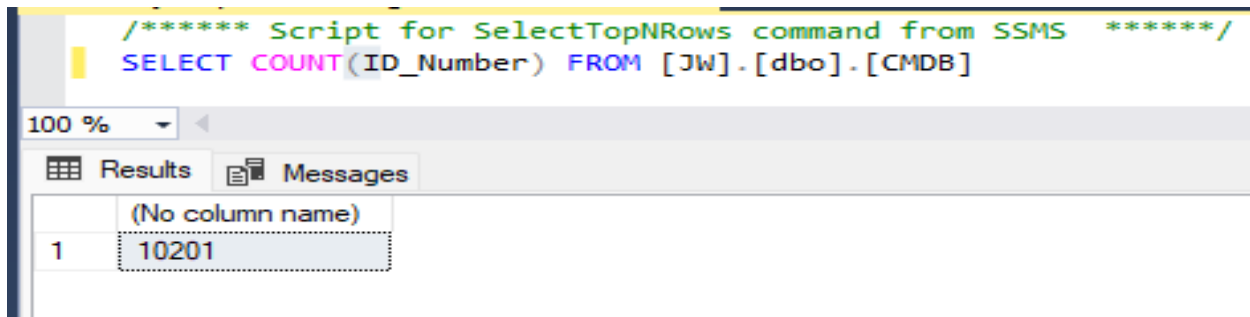 /****** Script for SelectTopNRows command from SSMS  ******/
SELECT COUNT(ID_Number) FROM [JW].[dbo].[CMDB]
100 %
Results Messages
(No column name)
1 10201